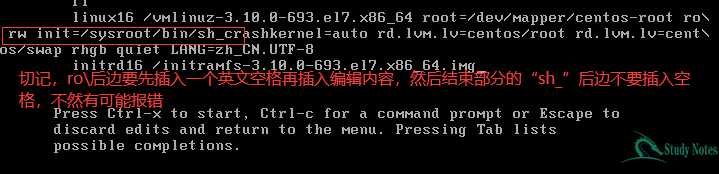 fi
linux16 /vmlinuz-3.10.0-693.el7.x86_64 root=/dev/mapper/centos-root ro\
rw init=/sysroot/bin/sh_crashkernel=auto rd.lvm.lv=centos/root rd.lvm.lv=cent\
os/swap rhgb quiet LANG=zh_CN.UTF-8
initrd16 /initramfs-3.10.0-693.el7.x86_64.img_
切记，ro\后边要先插入一个英文空格再插入编辑内容，然后结束部分的“sh_”后边不要插入空
格，不然有可能报错
Press Ctrl-x to start, Ctrl-c for a command prompt or Escape to
discard edits and return to the menu. Pressing Tab lists
possible completions.
Study Notes